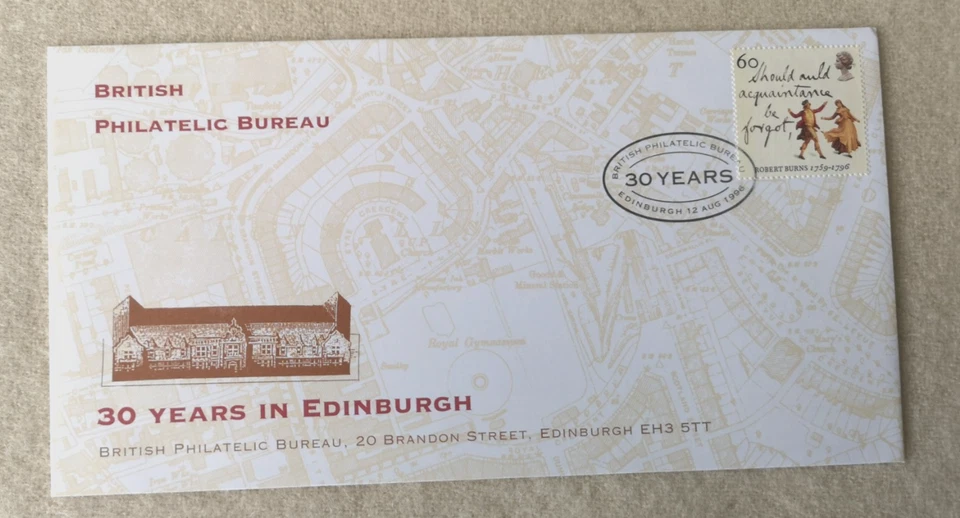 BRITISH
PHILATELIC BUREAU
60
Should auld
acquaintance
be
forgot,
ROBERT BURNS 1759-1796
BRITISH PHILATELIC BUREAU
30 YEARS
EDINBURGH 12 AUG 1996
Royal Gymnasium
30 YEARS IN EDINBURGH
BRITISH PHILATELIC BUREAU, 20 BRANDON STREET, EDINBURGH EH3 5TT